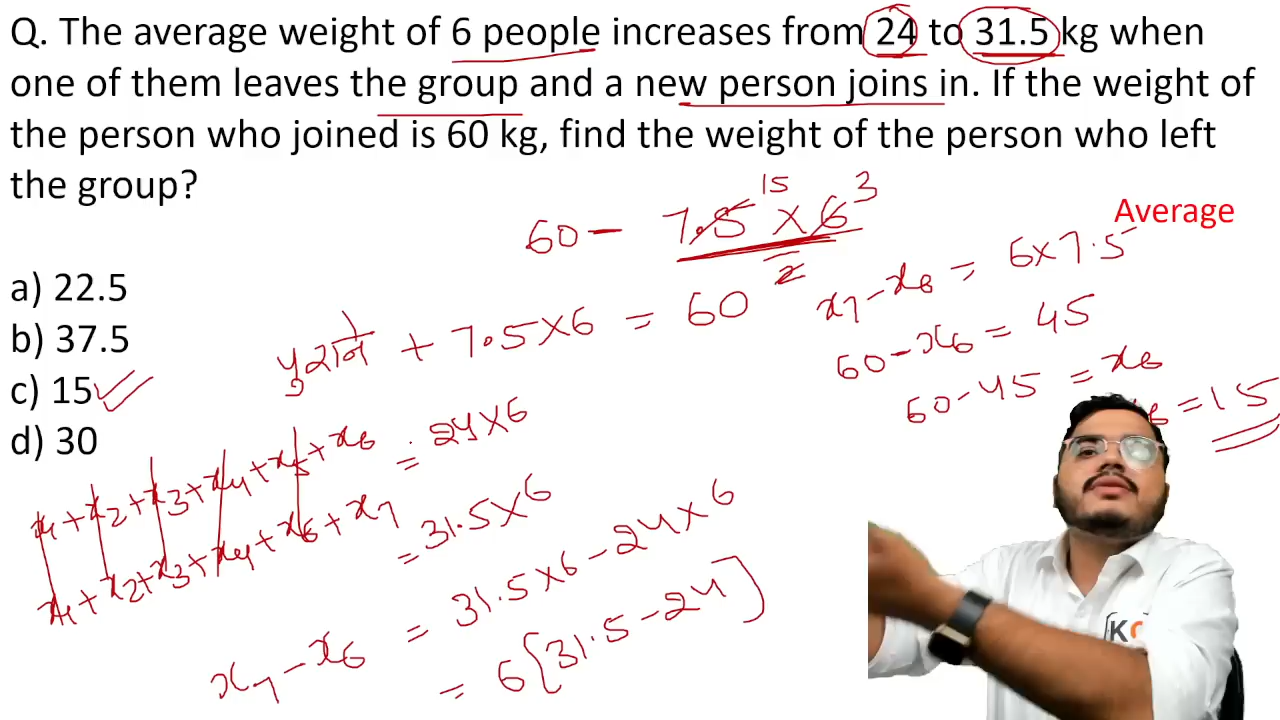 Q. The average weight of 6 people increases from 24 to 31.5 kg when
one of them leaves the group and a new person joins in. If the weight of
the person who joined is 60 kg, find the weight of the person who left
the group?
Average
a) 22.5
b) 37.5
c) 15
d) 30
60 - 7.5 15 × 6 3
2
पुराना + 7.5×6 = 60
x₁+x₂+x₃+x₄+x₅+x₆ = 24×6
x₁+x₂+x₃+x₄+x₅+x₇ = 31.5×6
x₇-x₆ = 31.5×6-24×6
= 6{31.5-24}
x₇-x₆ = 6×7.5
60-x₆ = 45
60-45 = x₆
= 15